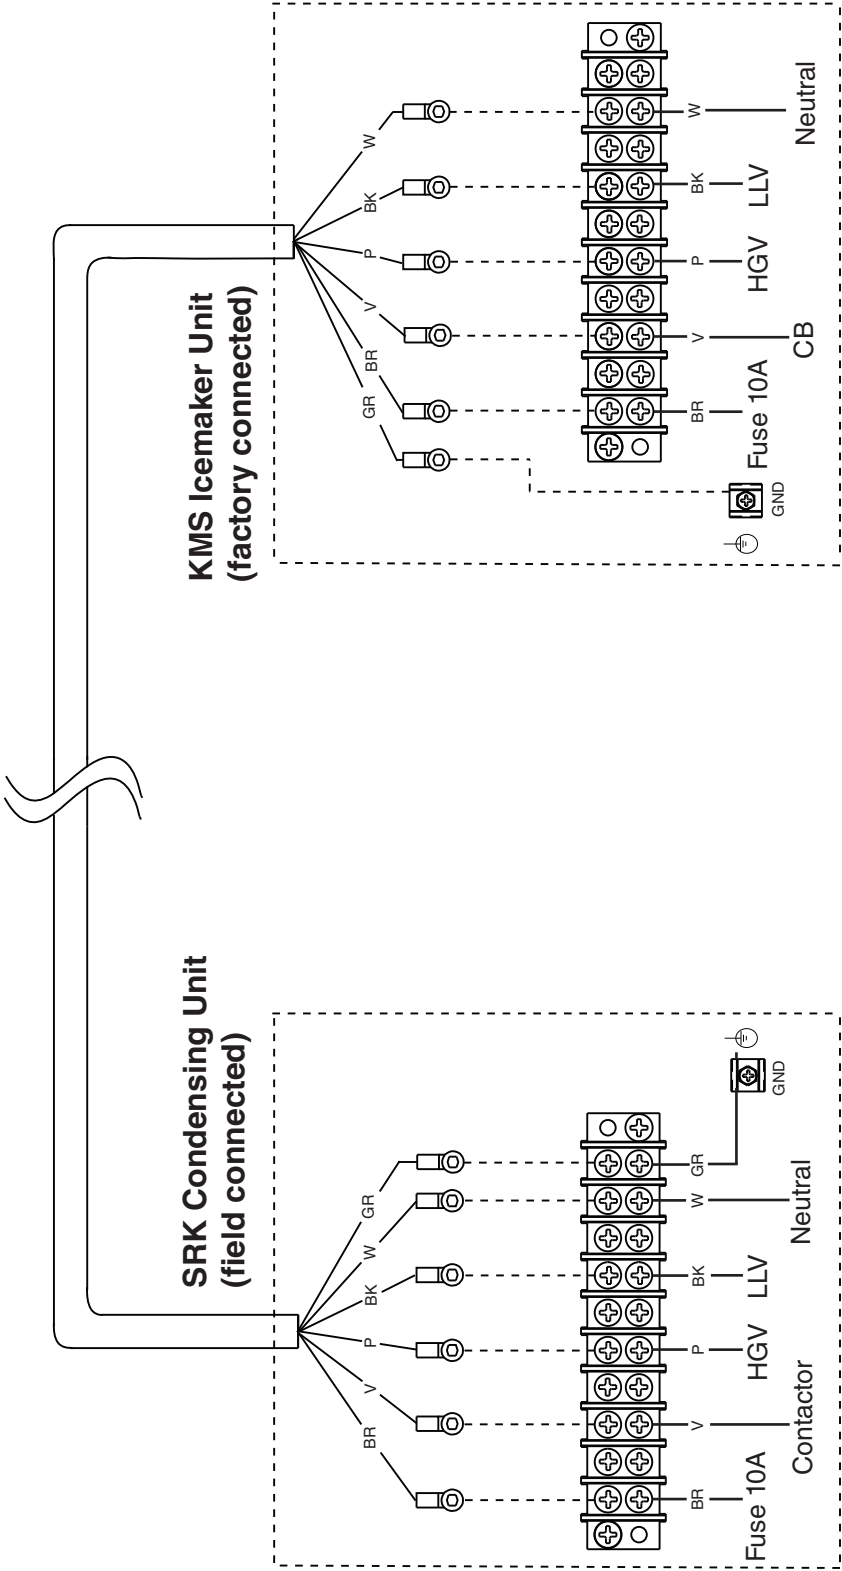 SRK Condensing Unit
(field connected)
BR
V
P
BK
W
GR
BR
V
P
BK
W
GR
Fuse 10A
Contactor
HGV
LLV
Neutral
GND
KMS Icemaker Unit
(factory connected)
GR
BR
V
P
BK
W
BR
V
P
BK
W
GND
Fuse 10A
CB
HGV
LLV
Neutral